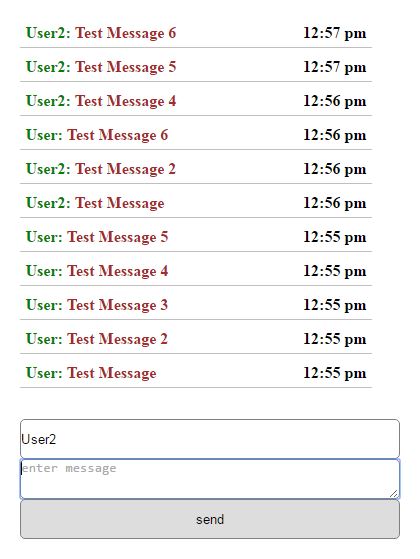 User2: Test Message 6 12:57 pm
User2: Test Message 5 12:57 pm
User2: Test Message 4 12:56 pm
User: Test Message 6 12:56 pm
User2: Test Message 2 12:56 pm
User2: Test Message 12:56 pm
User: Test Message 5 12:55 pm
User: Test Message 4 12:55 pm
User: Test Message 3 12:55 pm
User: Test Message 2 12:55 pm
User: Test Message 12:55 pm
User2
enter message
send